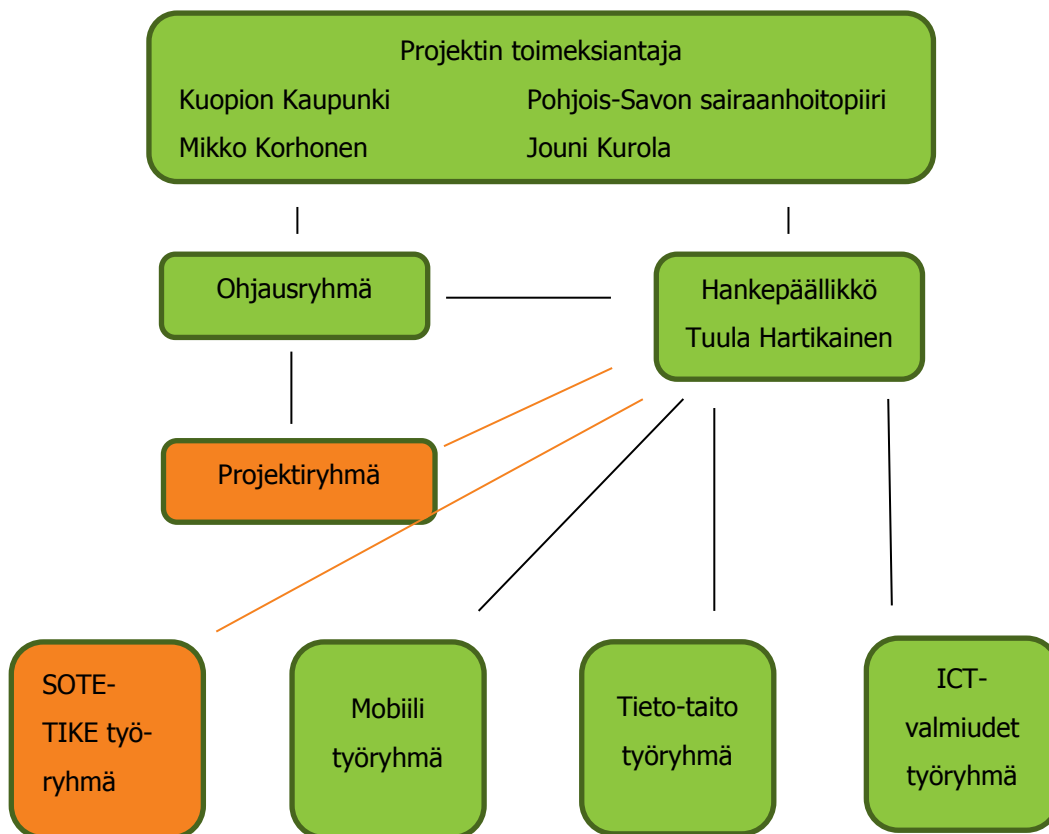 Projektin toimeksiantaja
Kuopion Kaupunki Pohjois-Savon sairaanhoitopiiri
Mikko Korhonen Jouni Kurola
Ohjausryhmä
Hankepäällikkö
Tuula Hartikainen
Projektiryhmä
SOTE-
TIKE työ-
ryhmä
Mobiili
työryhmä
Tieto-taito
työryhmä
ICT-
valmiudet
työryhmä